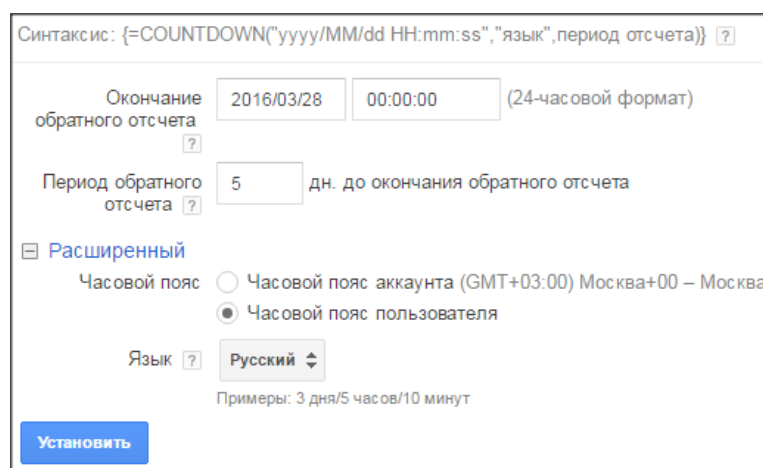 Синтаксис: {=COUNTDOWN("yyyy/MM/dd HH:mm:ss","язык",период отсчета)} ?
Окончание 2016/03/28 00:00:00 (24-часовой формат)
обратного отсчета
?
Период обратного 5 дн. до окончания обратного отсчета
отсчета ?
Расширенный
Часовой пояс Часовой пояс аккаунта (GMT+03:00) Москва+00 – Москва
Часовой пояс пользователя
Язык ? Русский
Примеры: 3 дня/5 часов/10 минут
Установить